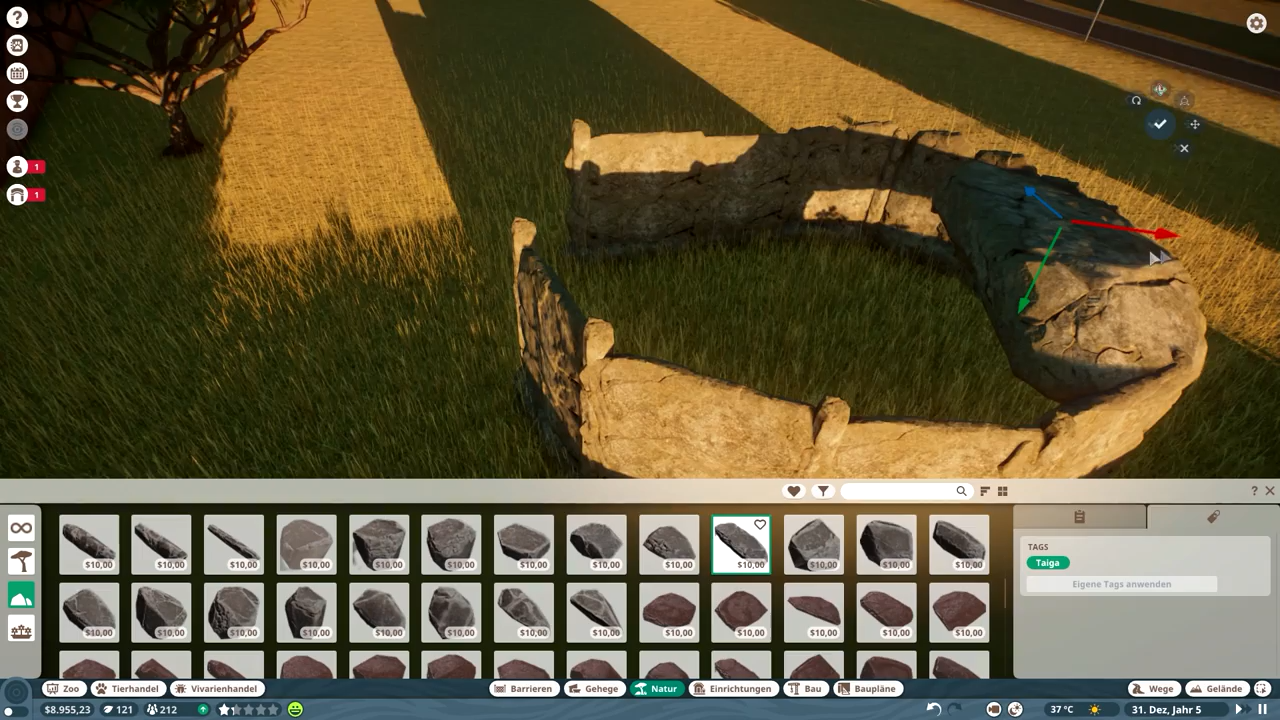 1
1
$10,00 $10,00 $10,00 $10,00 $10,00 $10,00 $10,00 $10,00 $10,00 $10,00 $10,00 $10,00 $10,00
TAGS
Taiga
Eigene Tags anwenden
$10,00 $10,00 $10,00 $10,00 $10,00 $10,00 $10,00 $10,00 $10,00 $10,00 $10,00 $10,00 $10,00
Zoo Tierhandel Vivarienhandel Barrieren Gehege Natur Einrichtungen Bau Baupläne Wege Gelände
$8.955,23 121 212 37 °C 31. Dez, Jahr 5